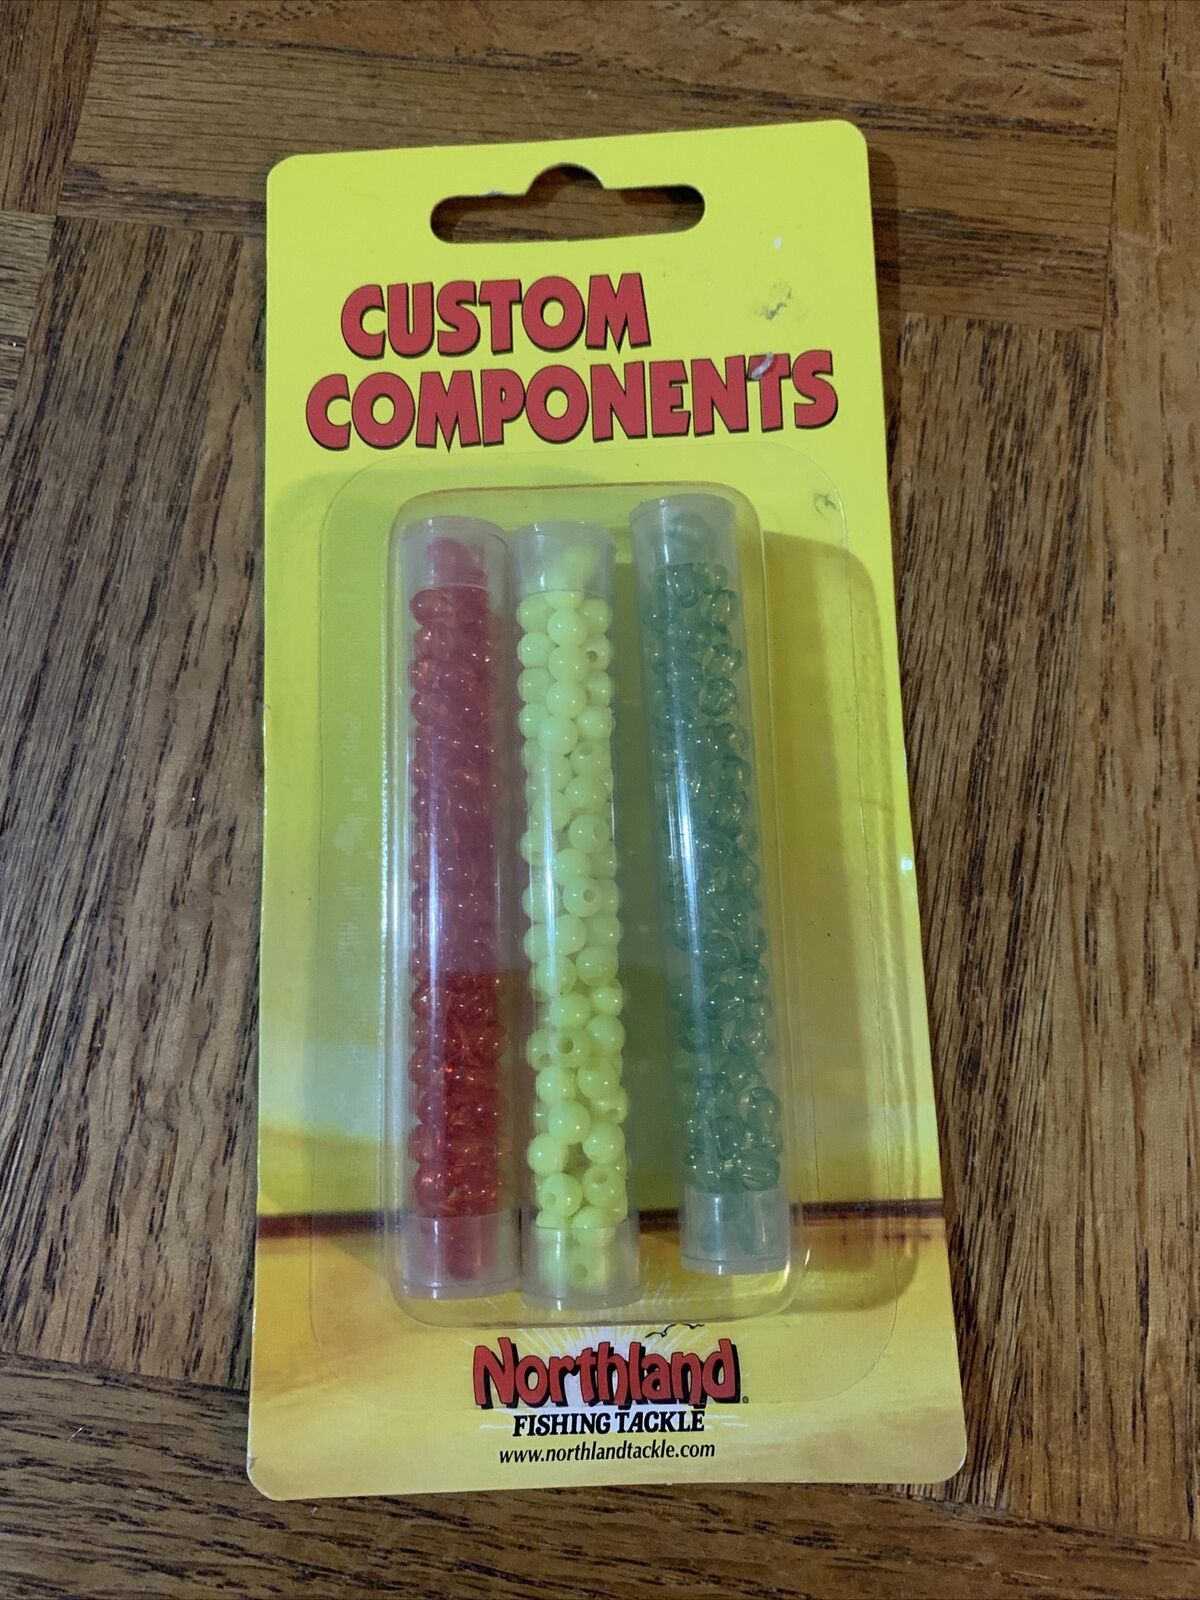 CUSTOM
COMPONENTS
Northland®
FISHING TACKLE
www.northlandtackle.com